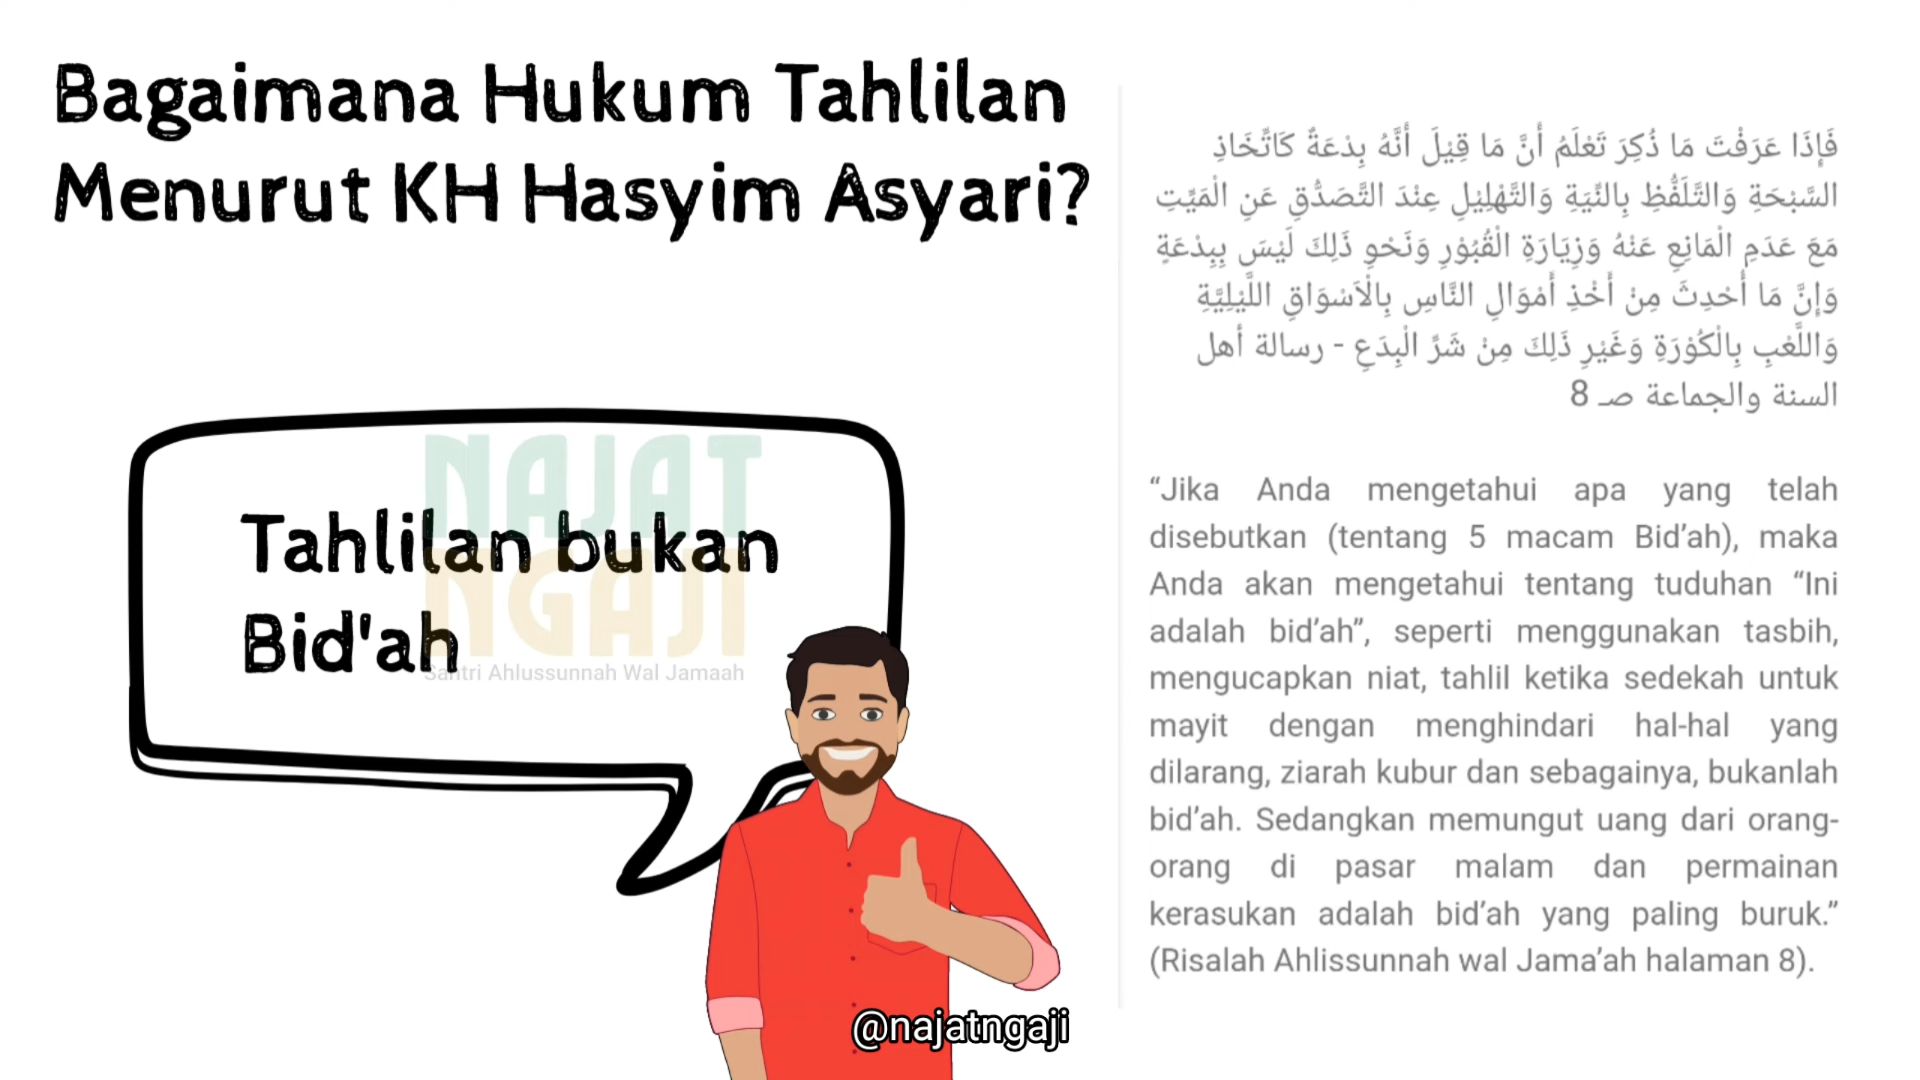 Bagaimana Hukum Tahlilan
Menurut KH Hasyim Asyari?
NAJAT
NGAJI
Santri Ahlussunnah Wal Jamaah
Tahlilan bukan
Bid'ah
@najatngaji
فَإِذَا عَرَفْتَ مَا ذُكِرَ تَعْلَمُ أَنَّ مَا قِيْلَ أَنَّهُ بِدْعَةٌ كَاتِّخَاذِ
السَّبْحَةِ وَالتَّلَفُّظِ بِالنِّيَةِ وَالتَّهْلِيْلِ عِنْدَ التَّصَدُّقِ عَنِ الْمَيِّتِ
مَعَ عَدَمِ الْمَانِعِ عَنْهُ وَزِيَارَةِ الْقُبُوْرِ وَنَحْوِ ذَلِكَ لَيْسَ بِبِدْعَةٍ
وَإِنَّ مَا أُحْدِثَ مِنْ أَخْذِ أَمْوَالِ النَّاسِ بِالْاَسْوَاقِ اللَّيْلِيَّةِ
وَاللَّعْبِ بِالْكُوْرَةِ وَغَيْرِ ذَلِكَ مِنْ شَرِّ الْبِدَعِ - رسالة أهل
السنة والجماعة صـ 8
“Jika Anda mengetahui apa yang telah
disebutkan (tentang 5 macam Bid’ah), maka
Anda akan mengetahui tentang tuduhan “Ini
adalah bid’ah”, seperti menggunakan tasbih,
mengucapkan niat, tahlil ketika sedekah untuk
mayit dengan menghindari hal-hal yang
dilarang, ziarah kubur dan sebagainya, bukanlah
bid’ah. Sedangkan memungut uang dari orang-
orang di pasar malam dan permainan
kerasukan adalah bid’ah yang paling buruk.”
(Risalah Ahlissunnah wal Jama’ah halaman 8).